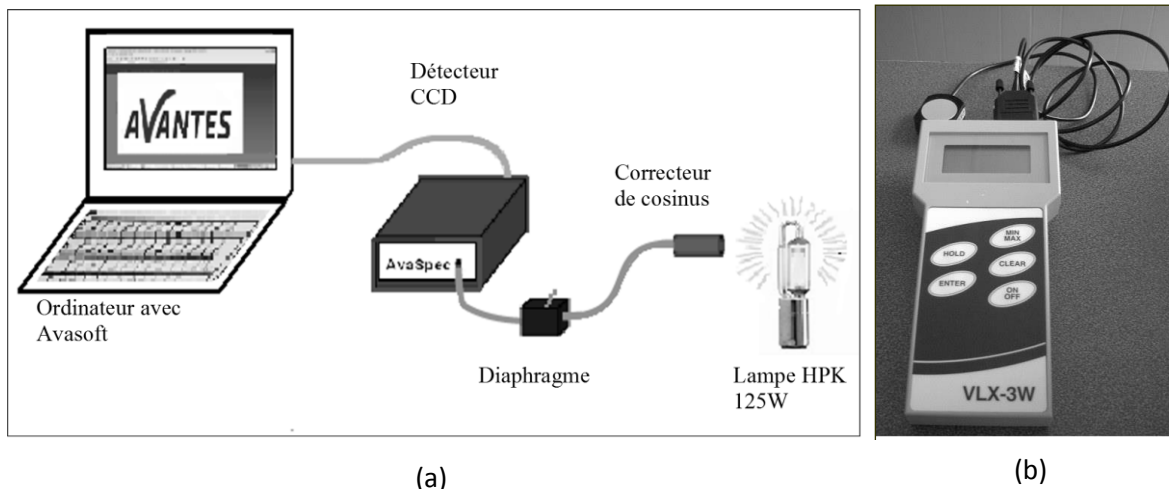 AVANTES
Détecteur
CCD
Correcteur
de cosinus
AvaSpec
Ordinateur avec
Avasoft
Diaphragme
Lampe HPK
125W
(a)
HOLD
MIN
MAX
CLEAR
ENTER
ON
OFF
VLX-3W
(b)